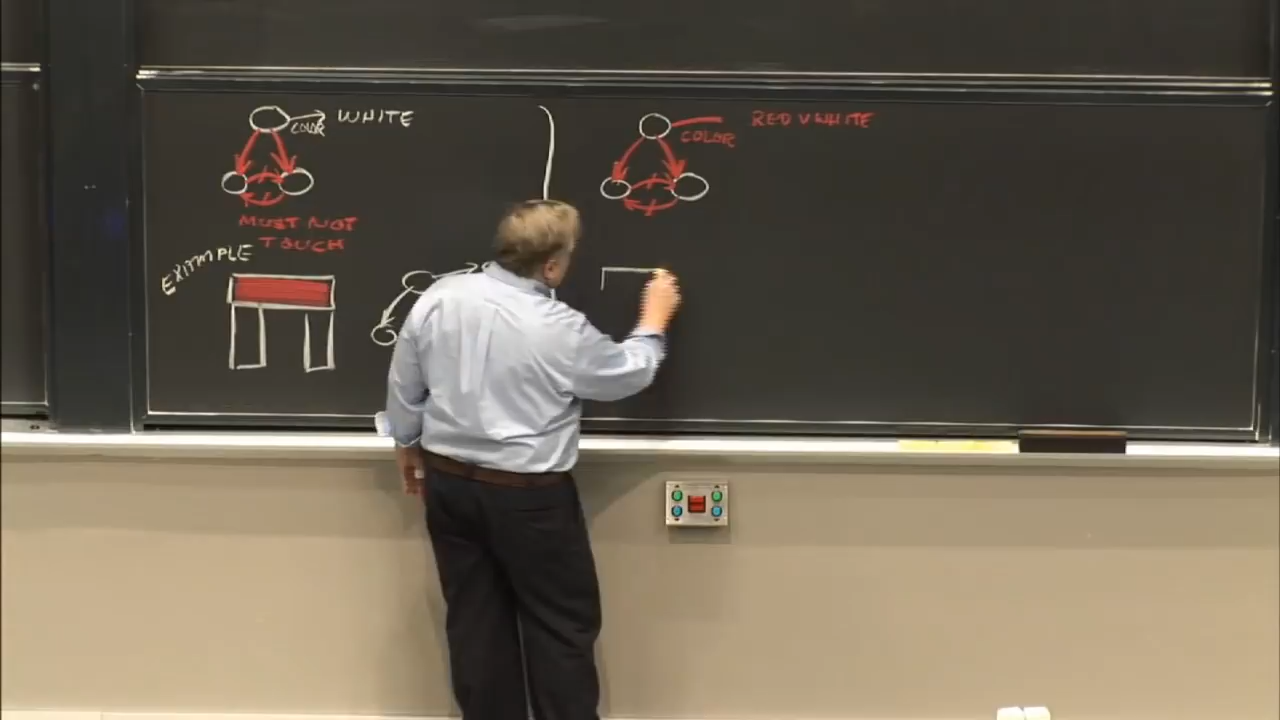 COLOR WHITE
MUST NOT
TOUCH
EXAMPLE
COLOR RED V WHITE